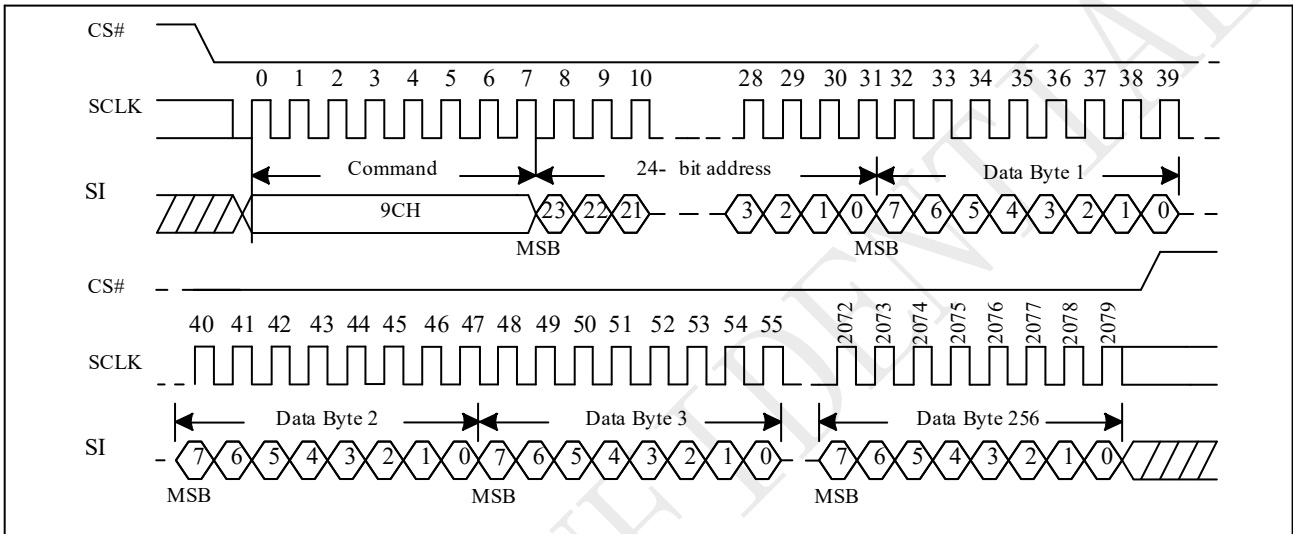 CS#
0 1 2 3 4 5 6 7 8 9 10 28 29 30 31 32 33 34 35 36 37 38 39
SCLK
Command 24- bit address Data Byte 1
SI
9CH 23 22 21 3 2 1 0 7 6 5 4 3 2 1 0
MSB MSB
CS#
40 41 42 43 44 45 46 47 48 49 50 51 52 53 54 55 2072 2073 2074 2075 2076 2077 2078 2079
SCLK
Data Byte 2 Data Byte 3 Data Byte 256
SI
7 6 5 4 3 2 1 0 7 6 5 4 3 2 1 0 7 6 5 4 3 2 1 0
MSB MSB MSB